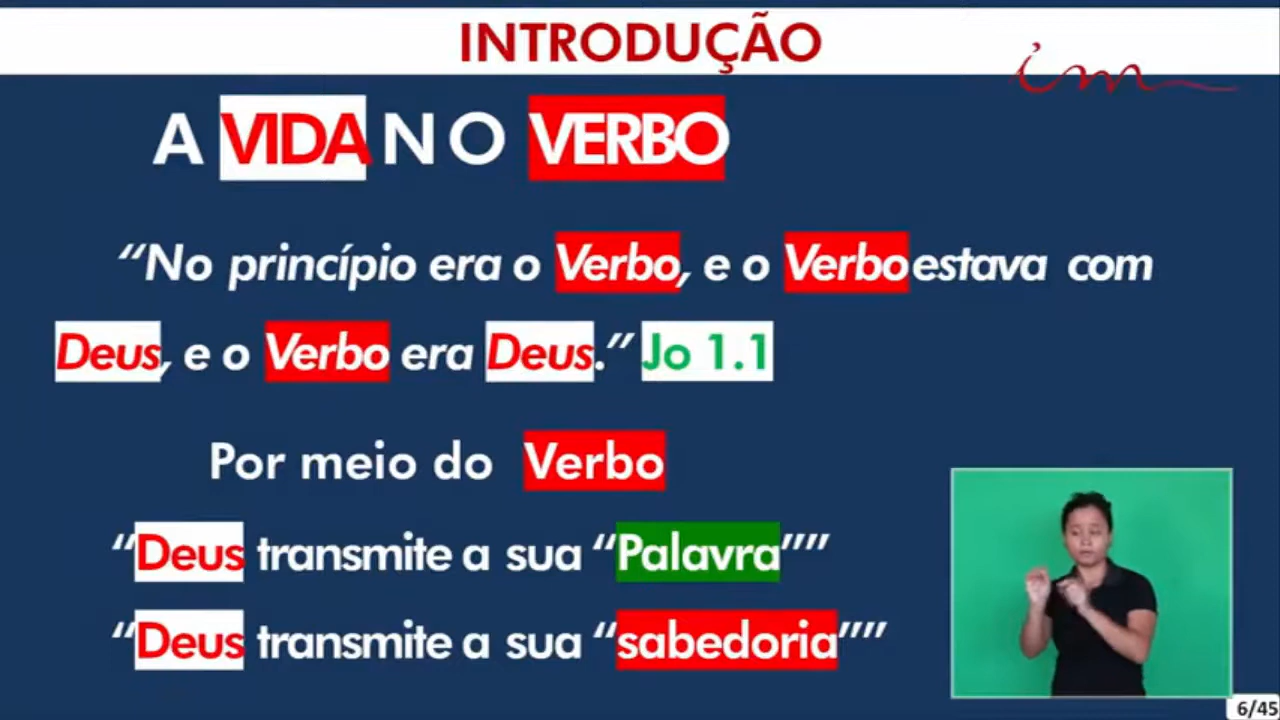 INTRODUÇÃO
im
A VIDA NO VERBO
“No princípio era o Verbo, e o Verbo estava com
Deus, e o Verbo era Deus.” Jo 1.1
Por meio do Verbo
“Deus transmite a sua “Palavra””
“Deus transmite a sua “sabedoria””
6/45